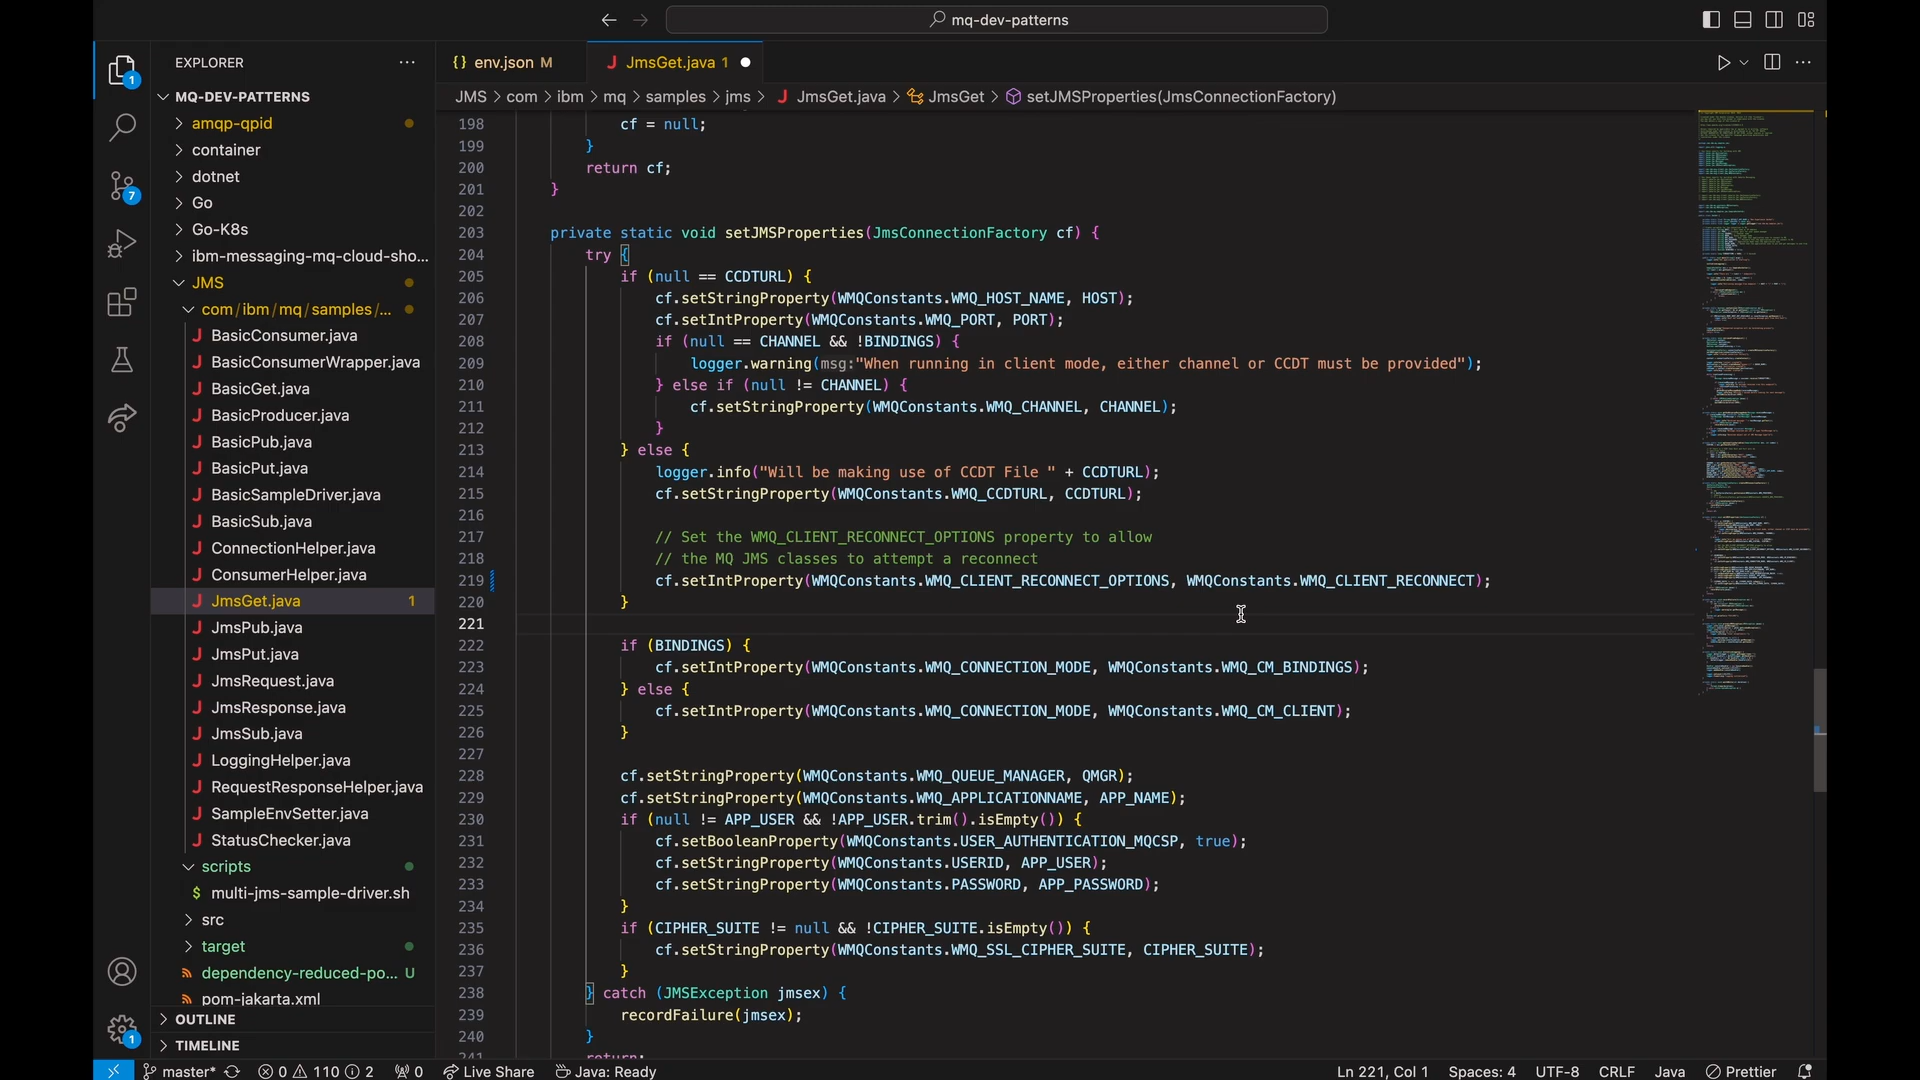 mq-dev-patterns
EXPLORER
MQ-DEV-PATTERNS
amqp-qpid
container
dotnet
Go
Go-K8s
ibm-messaging-mq-cloud-sho...
JMS
com/ibm/mq/samples/...
BasicConsumer.java
BasicConsumerWrapper.java
BasicGet.java
BasicProducer.java
BasicPub.java
BasicPut.java
BasicSampleDriver.java
BasicSub.java
ConnectionHelper.java
ConsumerHelper.java
JmsGet.java 1
JmsPub.java
JmsPut.java
JmsRequest.java
JmsResponse.java
JmsSub.java
LoggingHelper.java
RequestResponseHelper.java
SampleEnvSetter.java
StatusChecker.java
scripts
$ multi-jms-sample-driver.sh
src
target
dependency-reduced-po... U
pom-jakarta.xml
OUTLINE
TIMELINE
1
7
1
{} env.json M
J JmsGet.java 1
JMS > com > ibm > mq > samples > jms > J JmsGet.java > JmsGet > setJMSProperties(JmsConnectionFactory)
198 cf = null;
199 }
200 return cf;
201 }
202
203 private static void setJMSProperties(JmsConnectionFactory cf) {
204 try {
205 if (null == CCDTURL) {
206 cf.setStringProperty(WMQConstants.WMQ_HOST_NAME, HOST);
207 cf.setIntProperty(WMQConstants.WMQ_PORT, PORT);
208 if (null == CHANNEL && !BINDINGS) {
209 logger.warning(msg:"When running in client mode, either channel or CCDT must be provided");
210 } else if (null != CHANNEL) {
211 cf.setStringProperty(WMQConstants.WMQ_CHANNEL, CHANNEL);
212 }
213 } else {
214 logger.info("Will be making use of CCDT File " + CCDTURL);
215 cf.setStringProperty(WMQConstants.WMQ_CCDTURL, CCDTURL);
216
217 // Set the WMQ_CLIENT_RECONNECT_OPTIONS property to allow
218 // the MQ JMS classes to attempt a reconnect
219 cf.setIntProperty(WMQConstants.WMQ_CLIENT_RECONNECT_OPTIONS, WMQConstants.WMQ_CLIENT_RECONNECT);
220 }
221
222 if (BINDINGS) {
223 cf.setIntProperty(WMQConstants.WMQ_CONNECTION_MODE, WMQConstants.WMQ_CM_BINDINGS);
224 } else {
225 cf.setIntProperty(WMQConstants.WMQ_CONNECTION_MODE, WMQConstants.WMQ_CM_CLIENT);
226 }
227
228 cf.setStringProperty(WMQConstants.WMQ_QUEUE_MANAGER, QMGR);
229 cf.setStringProperty(WMQConstants.WMQ_APPLICATIONNAME, APP_NAME);
230 if (null != APP_USER && !APP_USER.trim().isEmpty()) {
231 cf.setBooleanProperty(WMQConstants.USER_AUTHENTICATION_MQCSP, true);
232 cf.setStringProperty(WMQConstants.USERID, APP_USER);
233 cf.setStringProperty(WMQConstants.PASSWORD, APP_PASSWORD);
234 }
235 if (CIPHER_SUITE != null && !CIPHER_SUITE.isEmpty()) {
236 cf.setStringProperty(WMQConstants.WMQ_SSL_CIPHER_SUITE, CIPHER_SUITE);
237 }
238 } catch (JMSException jmsex) {
239 recordFailure(jmsex);
240 }
241 return;
master* 0 110 2 0 Live Share Java: Ready Ln 221, Col 1 Spaces: 4 UTF-8 CRLF Java Prettier